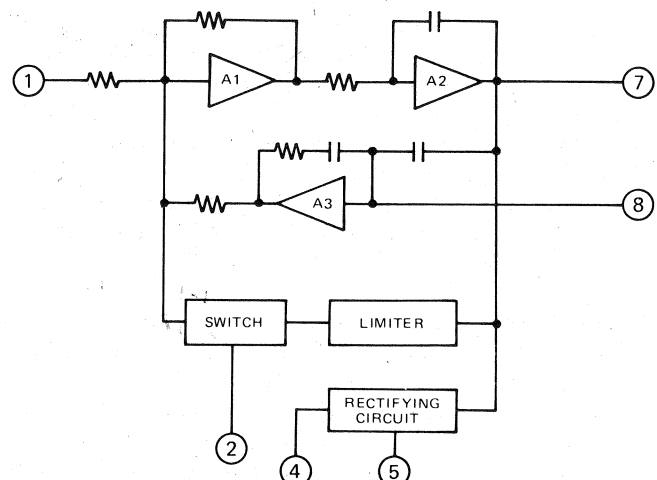 A1
A2
1
7
A3
8
SWITCH
LIMITER
RECTIFYING
CIRCUIT
2
4
5